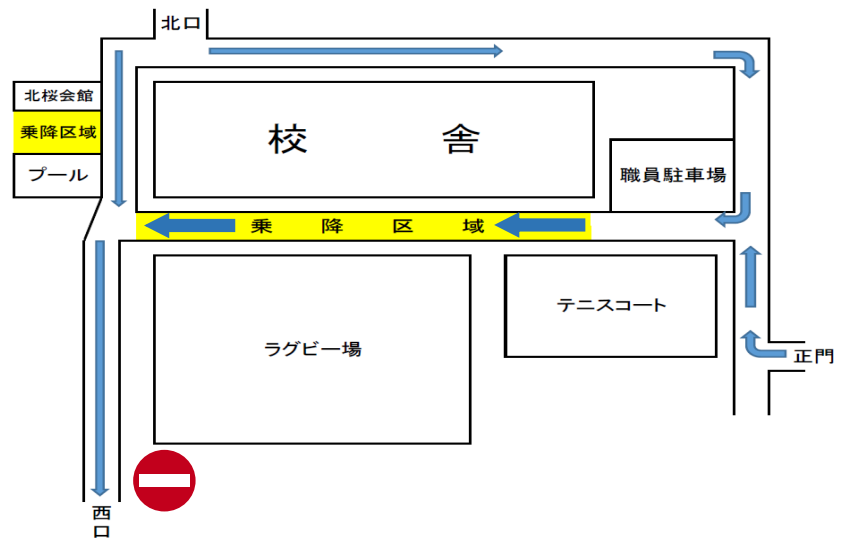 北口
北桜会館
乗降区域
プール
校　舎
職員駐車場
乗　降　区　域
テニスコート
ラグビー場
正門
西口